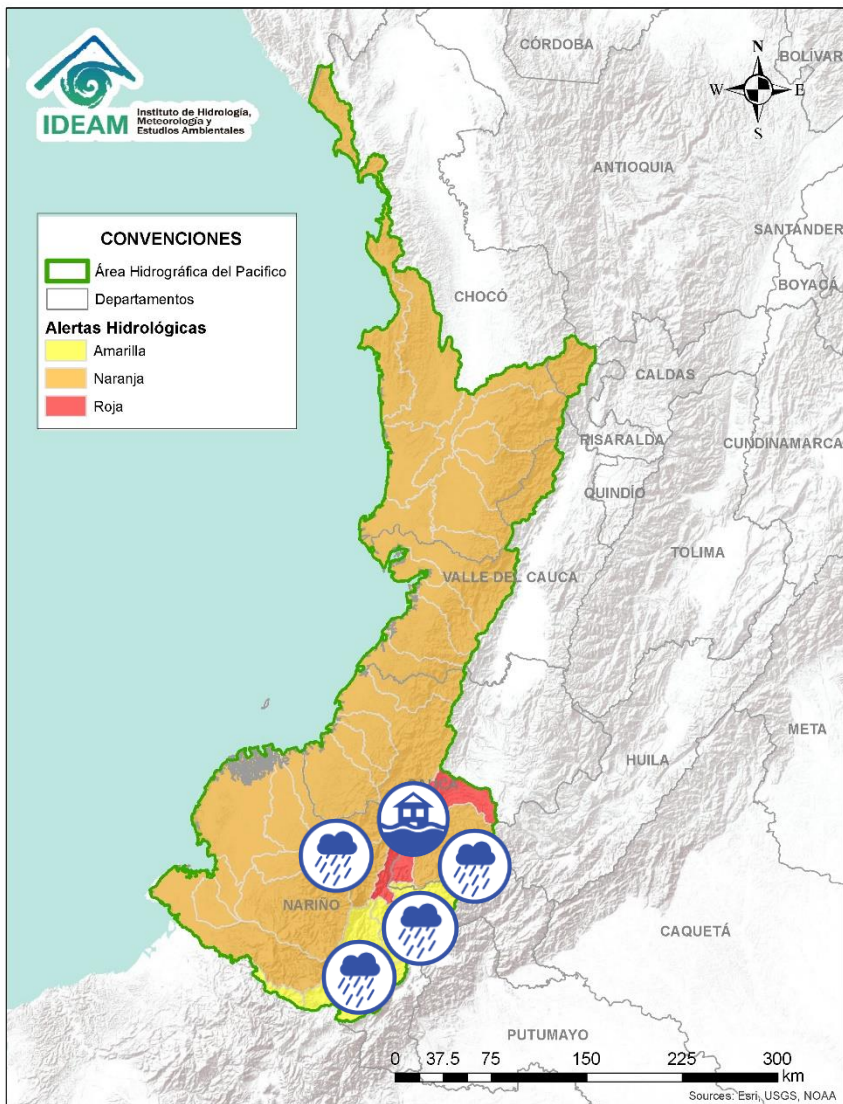 IDEAM
Instituto de Hidrología,
Meteorología y
Estudios Ambientales
CÓRDOBA
BOLÍVAR
N
W
E
S
ANTIOQUIA
SANTANDER
BOYACÁ
CONVENCIONES
Área Hidrográfica del Pacifico
Departamentos
Alertas Hidrológicas
Amarilla
Naranja
Roja
CHOCÓ
CALDAS
RISARALDA
CUNDINAMARCA
QUINDÍO
TOLIMA
VALLE DEL CAUCA
META
HUILA
NARIÑO
CAQUETÁ
PUTUMAYO
0 37.5 75 150 225 300
km
Sources: Esri, USGS, NOAA